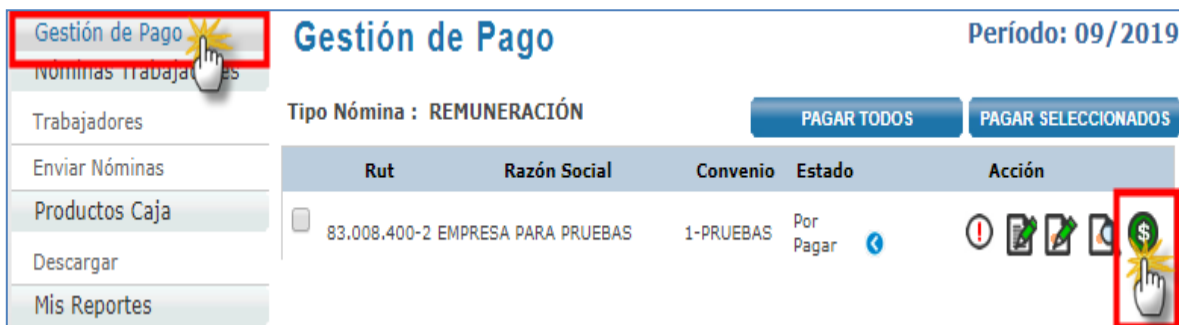 Gestión de Pago
Nóminas Trabajadores
Trabajadores
Enviar Nóminas
Productos Caja
Descargar
Mis Reportes
Gestión de Pago
Período: 09/2019
Tipo Nómina : REMUNERACIÓN
PAGAR TODOS
PAGAR SELECCIONADOS
Rut Razón Social Convenio Estado Acción
83.008.400-2 EMPRESA PARA PRUEBAS 1-PRUEBAS Por
Pagar